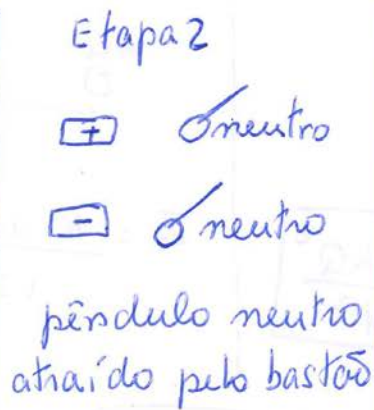 Etapa 2
+ neutro
- neutro
pêndulo neutro
atraído pelo bastão